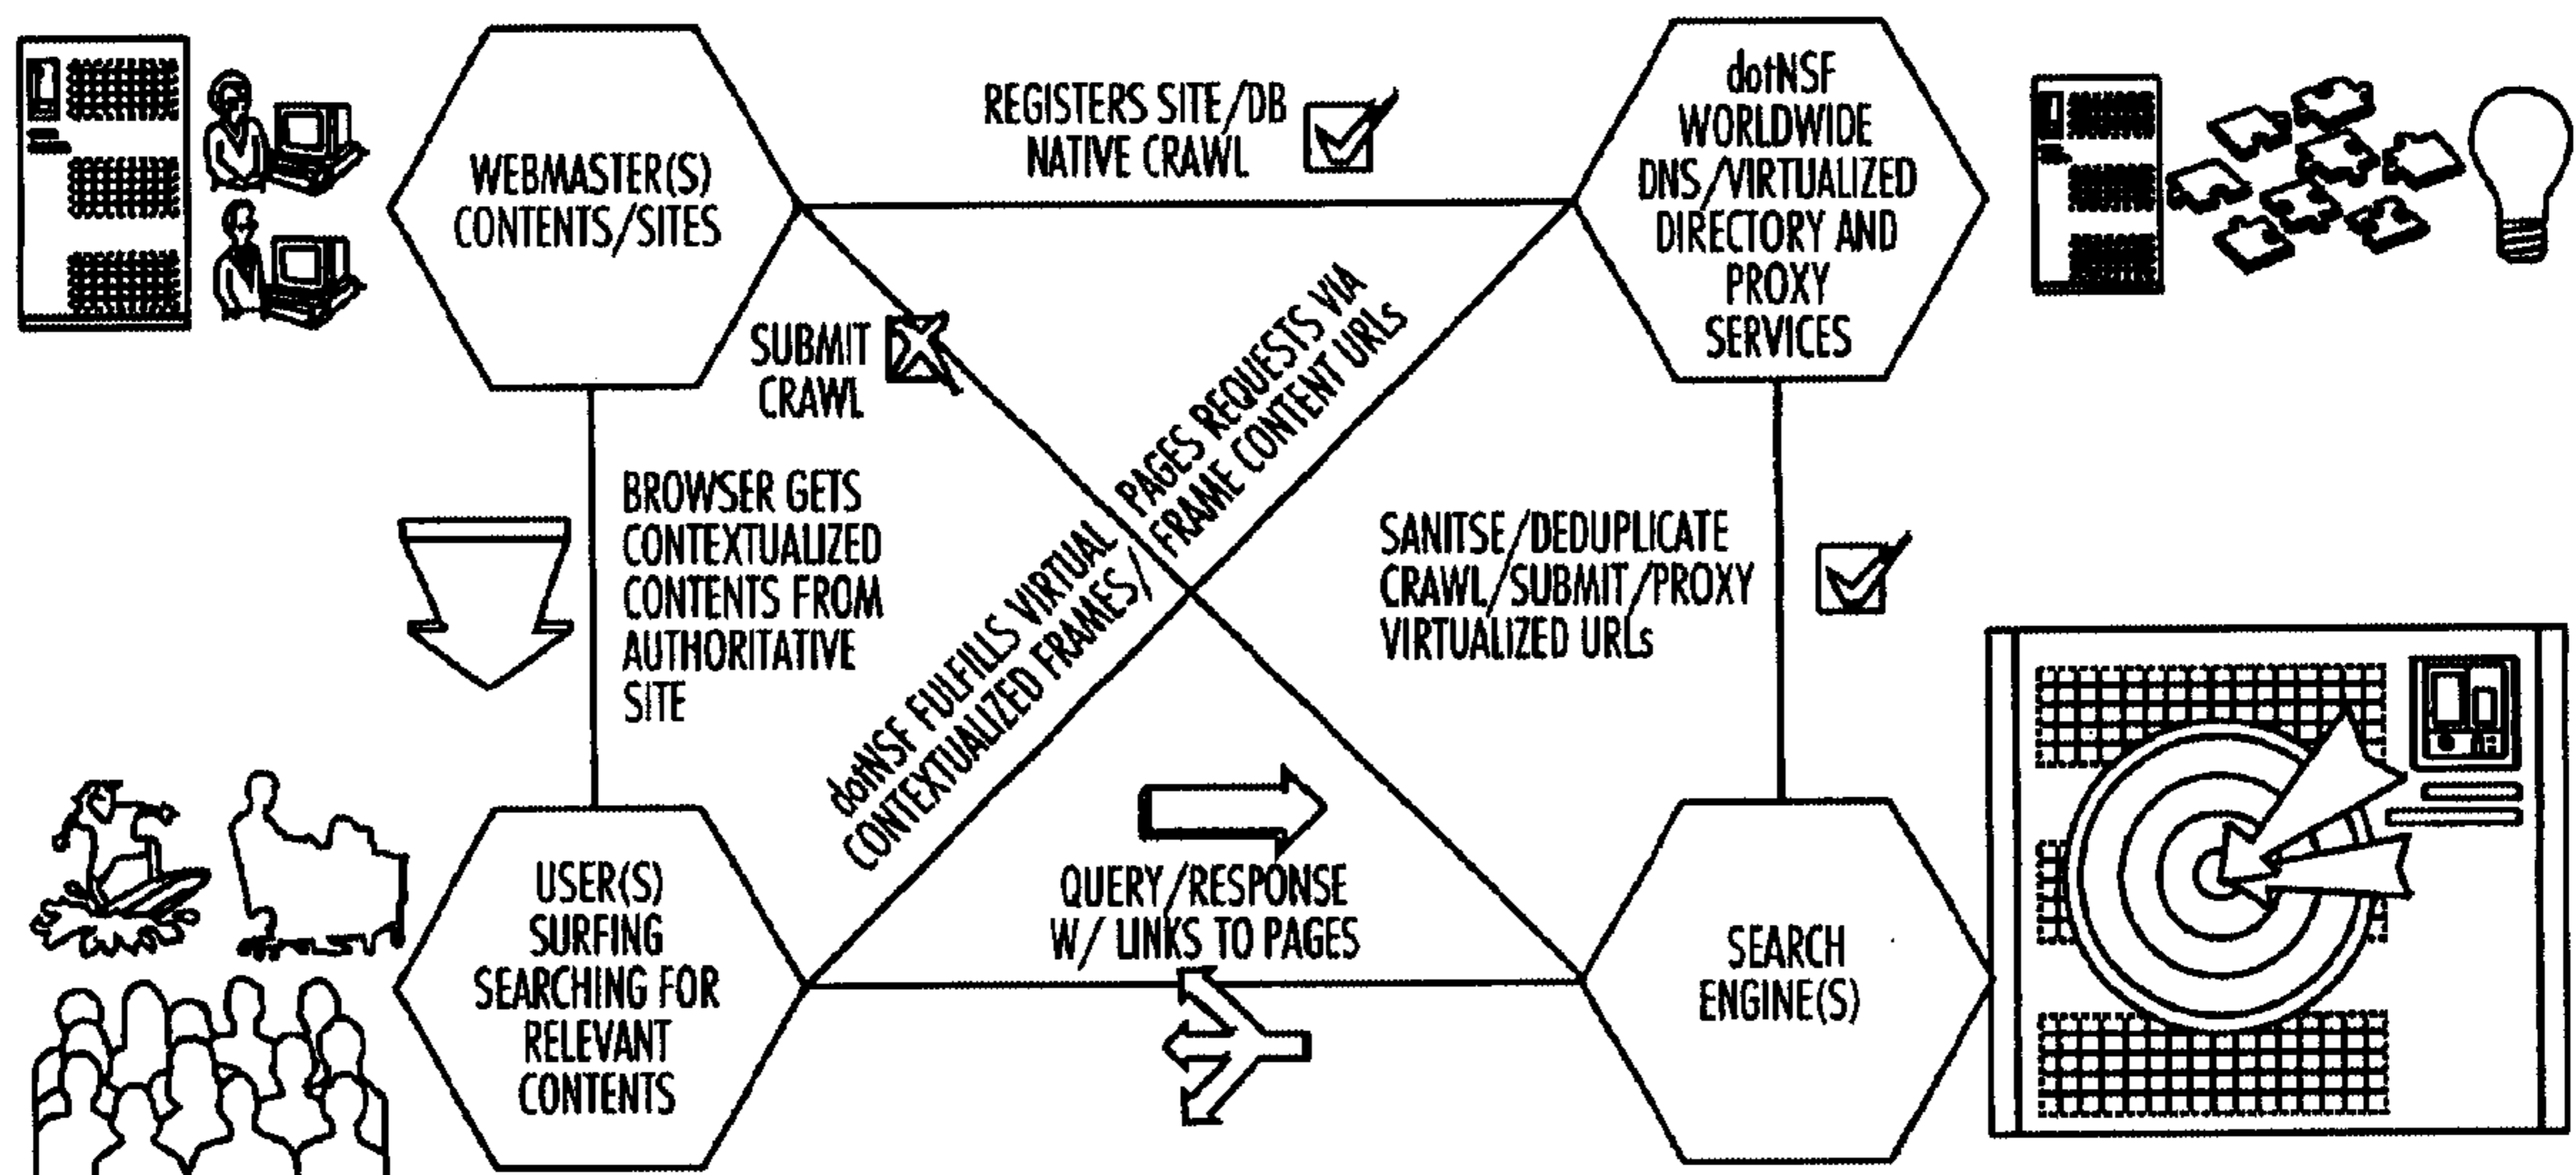 WEBMASTER(S)
CONTENTS/SITES
REGISTERS SITE/DB
NATIVE CRAWL
dotNSF
WORLDWIDE
DNS/VIRTUALIZED
DIRECTORY AND
PROXY
SERVICES
SUBMIT
CRAWL
PAGES REQUESTS VIA
FRAME CONTENT URLs
dotNSF FULFILLS VIRTUAL
CONTEXTUALIZED FRAMES/
BROWSER GETS
CONTEXTUALIZED
CONTENTS FROM
AUTHORITATIVE
SITE
SANITSE/DEDUPLICATE
CRAWL/SUBMIT/PROXY
VIRTUALIZED URLs
USER(S)
SURFING
SEARCHING FOR
RELEVANT
CONTENTS
QUERY/RESPONSE
W/ LINKS TO PAGES
SEARCH
ENGINE(S)